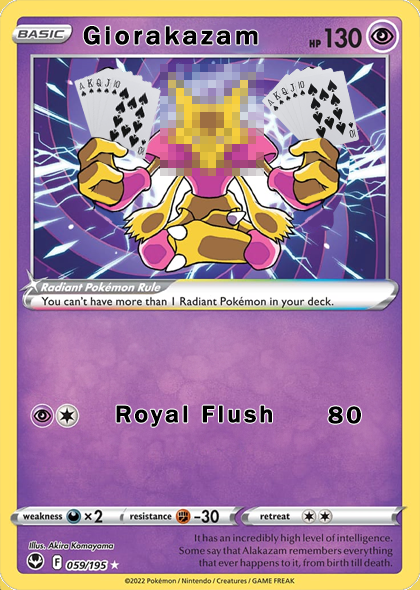 BASIC Giorakazam HP 130
A K Q J 10
A K Q J 10
10
Radiant Pokémon Rule
You can't have more than 1 Radiant Pokémon in your deck.
Royal Flush 80
weakness ×2 resistance -30 retreat
Illus. Akira Komayama
F 059/195
It has an incredibly high level of intelligence.
Some say that Alakazam remembers everything
that ever happens to it, from birth till death.
©2022 Pokémon / Nintendo / Creatures / GAME FREAK